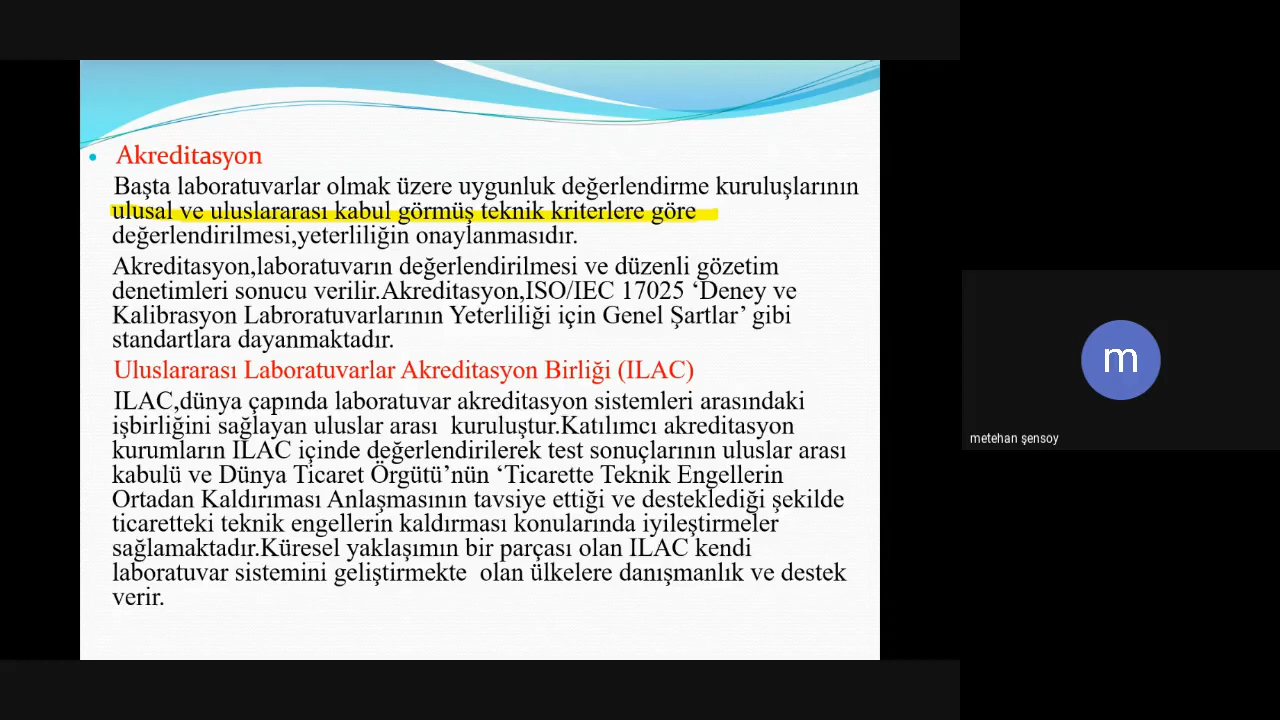 Akreditasyon
Başta laboratuvarlar olmak üzere uygunluk değerlendirme kuruluşlarının
ulusal ve uluslararası kabul görmüş teknik kriterlere göre
değerlendirilmesi,yeterliliğin onaylanmasıdır.
Akreditasyon,laboratuvarın değerlendirilmesi ve düzenli gözetim
denetimleri sonucu verilir.Akreditasyon,ISO/IEC 17025 ‘Deney ve
Kalibrasyon Labroratuvarlarının Yeterliliği için Genel Şartlar’ gibi
standartlara dayanmaktadır.
Uluslararası Laboratuvarlar Akreditasyon Birliği (ILAC)
ILAC,dünya çapında laboratuvar akreditasyon sistemleri arasındaki
işbirliğini sağlayan uluslar arası kuruluştur.Katılımcı akreditasyon
kurumların ILAC içinde değerlendirilerek test sonuçlarının uluslar arası
kabulü ve Dünya Ticaret Örgütü’nün ‘Ticarette Teknik Engellerin
Ortadan Kaldırıması Anlaşmasının tavsiye ettiği ve desteklediği şekilde
ticaretteki teknik engellerin kaldırması konularında iyileştirmeler
sağlamaktadır.Küresel yaklaşımın bir parçası olan ILAC kendi
laboratuvar sistemini geliştirmekte olan ülkelere danışmanlık ve destek
verir.
m
metehan şensoy